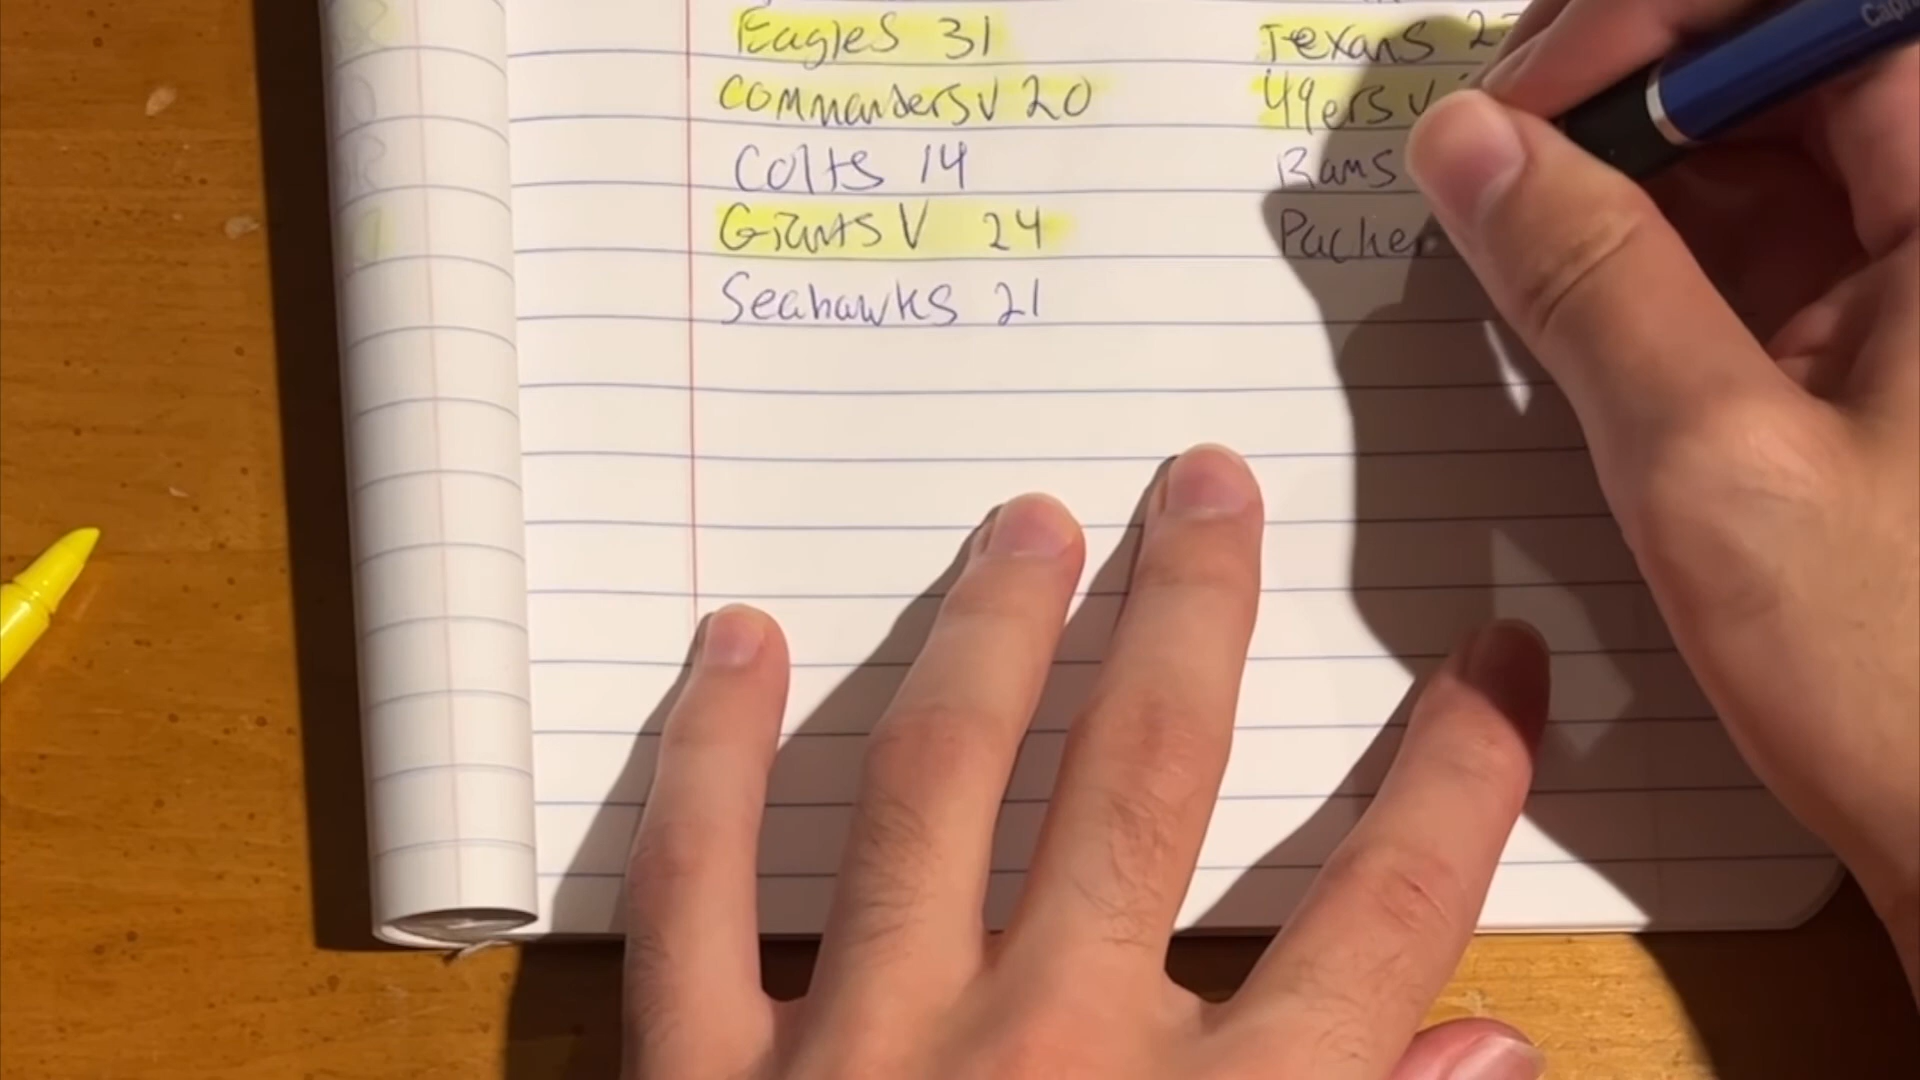 Eagles 31
Commanders V 20
Colts 14
Giants V 24
Seahawks 21
Texans
49ers V
Rams